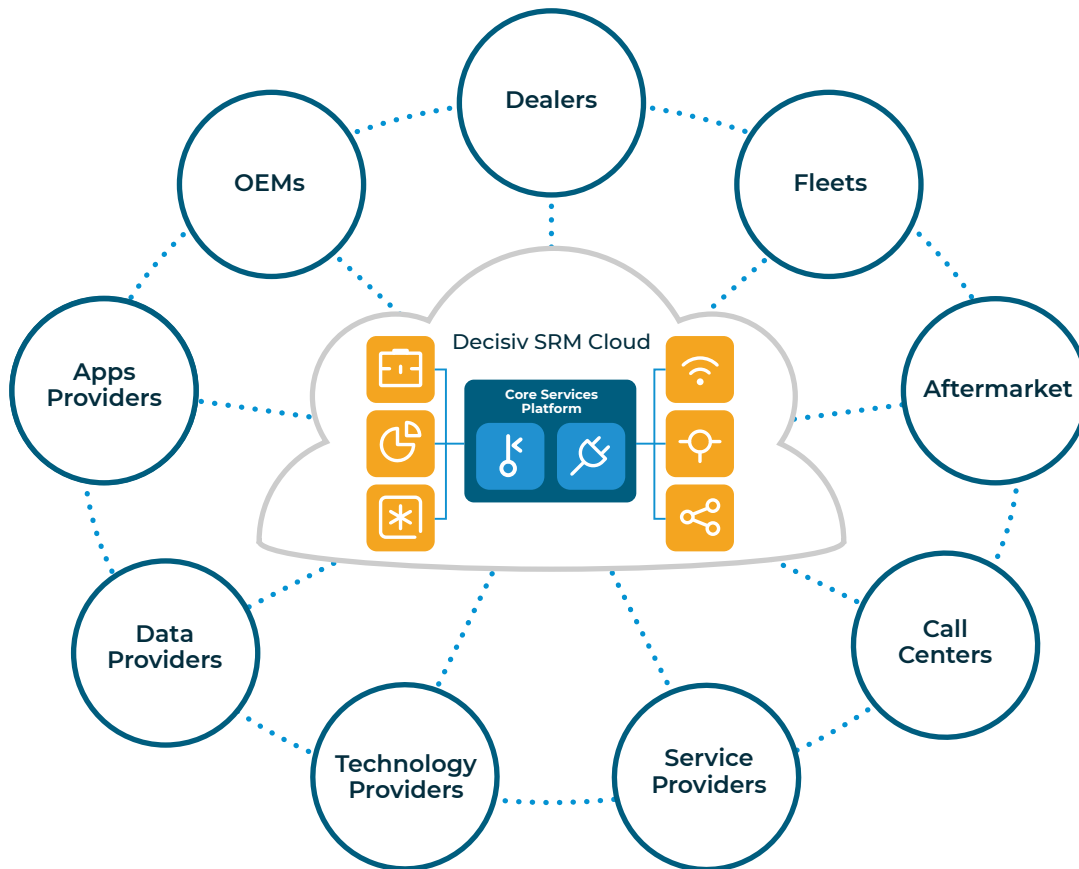 Dealers
OEMs
Fleets
Decisiv SRM Cloud
Core Services
Platform
Apps
Providers
Aftermarket
Data
Providers
Call
Centers
Technology
Providers
Service
Providers